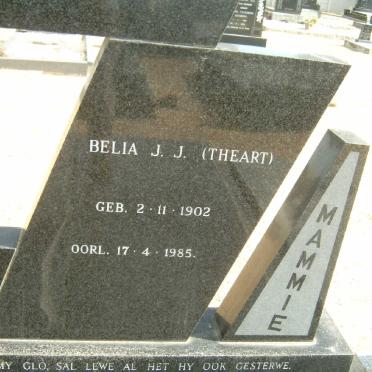 BELIA J. J. (THEART)
GEB. 2·11·1902
OORL. 17·4·1985.
MAMMIE
MY GLO, SAL LEWE AL HET HY OOK GESTERWE.